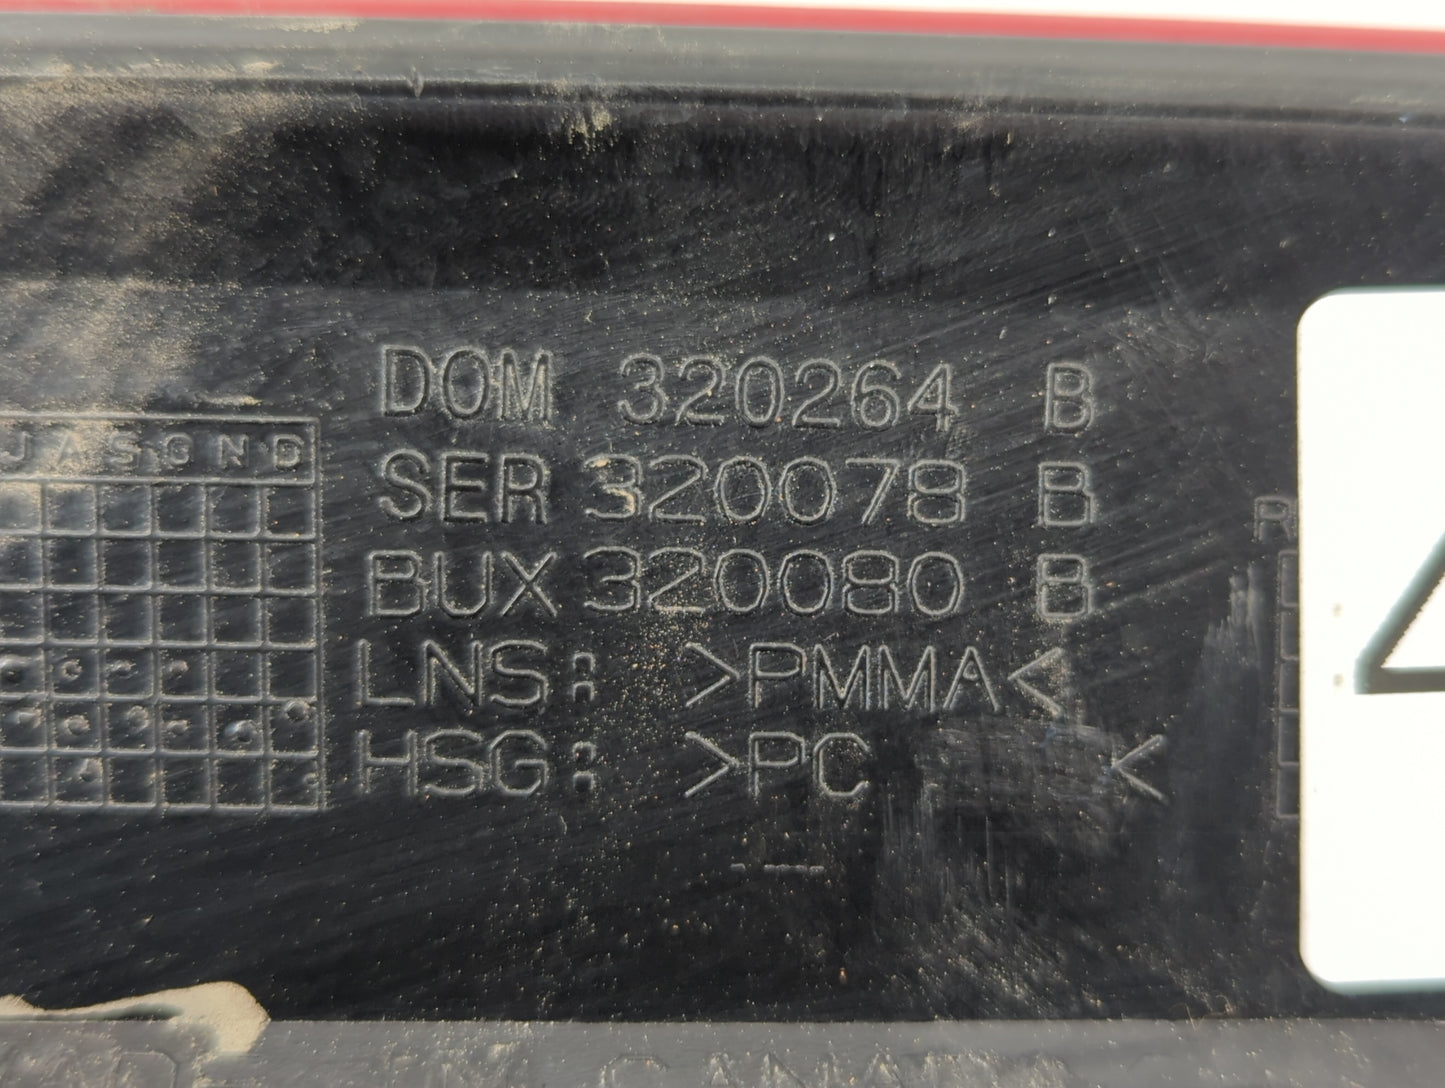 DOM 320264 B
J A S O N D
SER 320078 B
BUX 320080 B
R
LNS: >PMMA<
HSG: >PC <